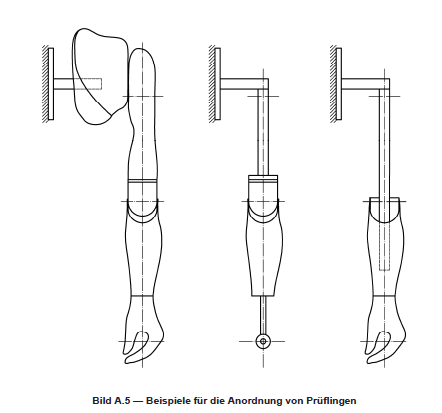 Bild A.5 — Beispiele für die Anordnung von Prüflingen